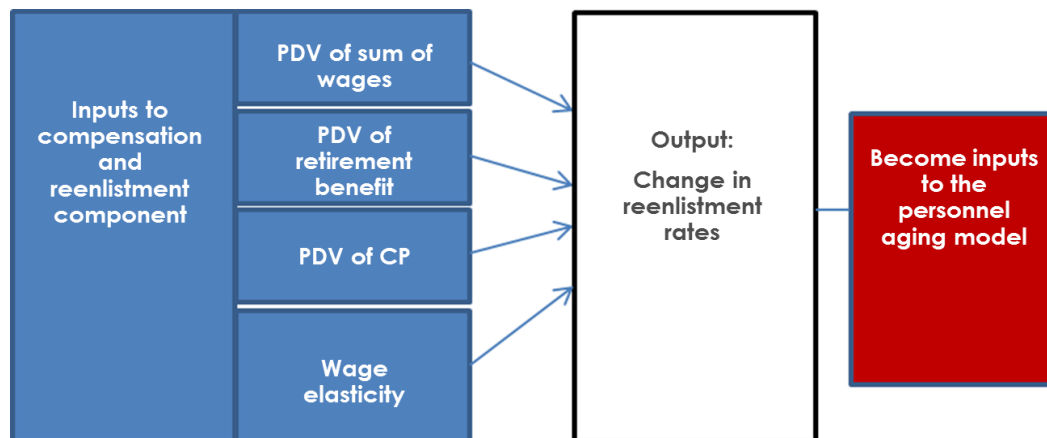 Inputs to
compensation
and
reenlistment
component
PDV of sum of
wages
PDV of
retirement
benefit
PDV of CP
Wage
elasticity
Output:
Change in
reenlistment
rates
Become inputs
to the
personnel
aging model